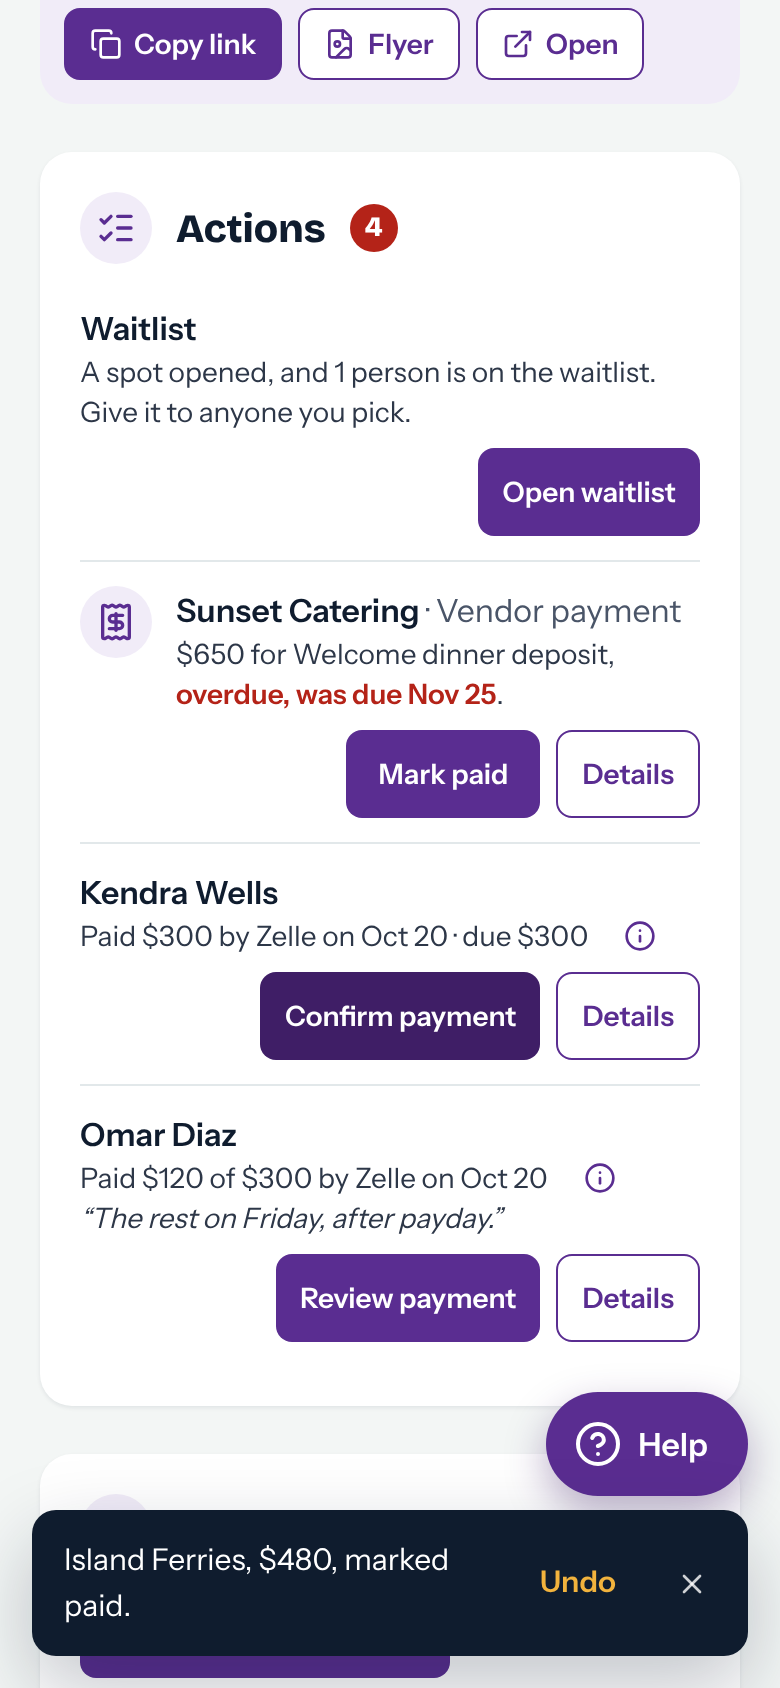 Copy link
Flyer
Open
Actions
4
Waitlist
A spot opened, and 1 person is on the waitlist.
Give it to anyone you pick.
Open waitlist
Sunset Catering · Vendor payment
$650 for Welcome dinner deposit,
overdue, was due Nov 25.
Mark paid
Details
Kendra Wells
Paid $300 by Zelle on Oct 20 · due $300
Confirm payment
Details
Omar Diaz
Paid $120 of $300 by Zelle on Oct 20
“The rest on Friday, after payday.”
Review payment
Details
Help
Island Ferries, $480, marked
paid.
Undo